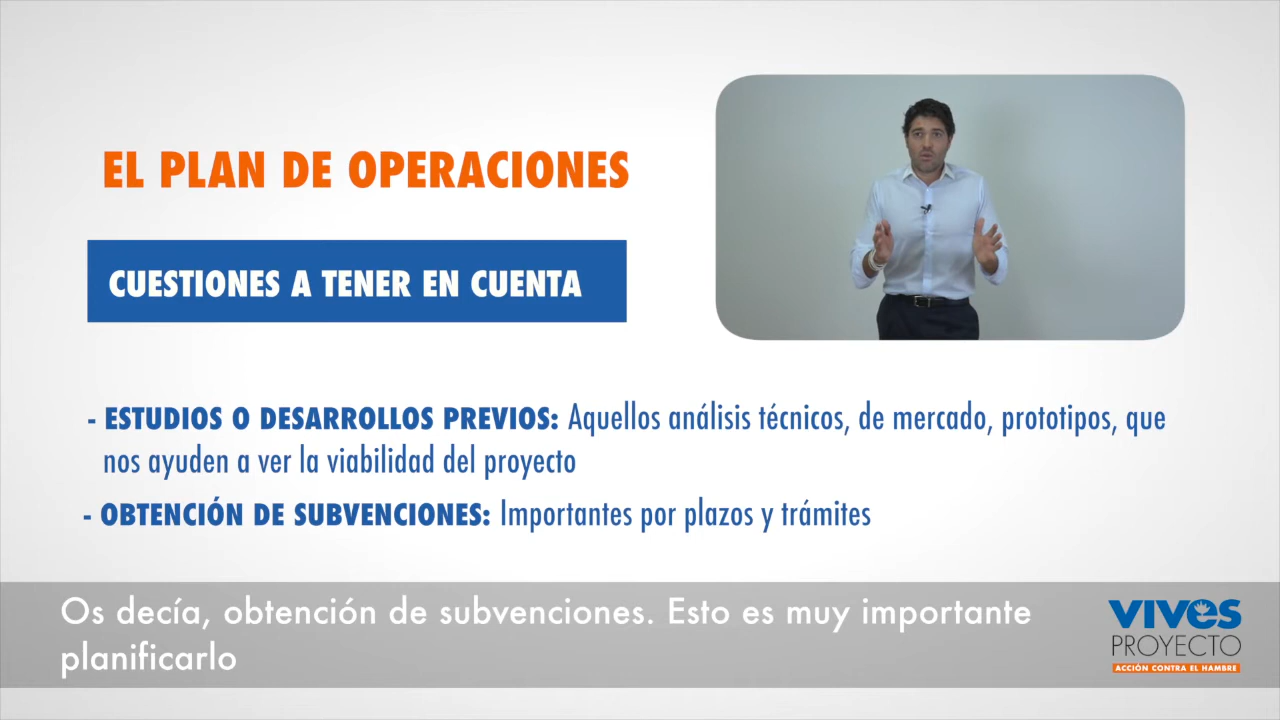 EL PLAN DE OPERACIONES
CUESTIONES A TENER EN CUENTA
- ESTUDIOS O DESARROLLOS PREVIOS: Aquellos análisis técnicos, de mercado, prototipos, que
nos ayuden a ver la viabilidad del proyecto
- OBTENCIÓN DE SUBVENCIONES: Importantes por plazos y trámites
Os decía, obtención de subvenciones. Esto es muy importante
planificarlo
VIVES
PROYECTO
ACCIÓN CONTRA EL HAMBRE